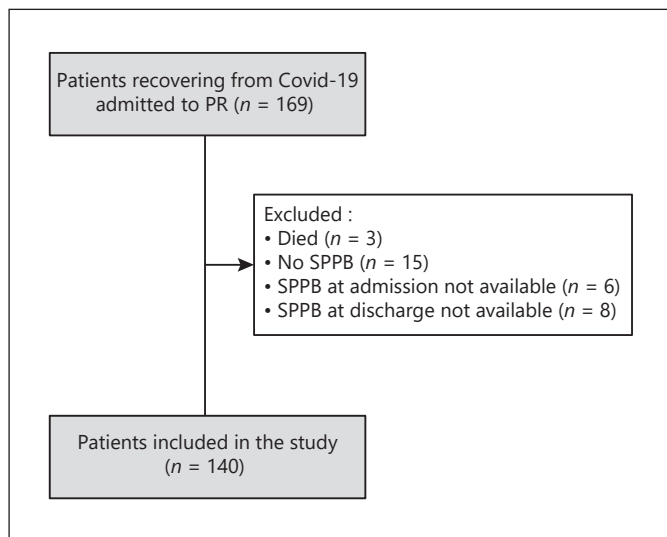 Patients recovering from Covid-19
admitted to PR (n = 169)
Excluded :
• Died (n = 3)
• No SPPB (n = 15)
• SPPB at admission not available (n = 6)
• SPPB at discharge not available (n = 8)
Patients included in the study
(n = 140)